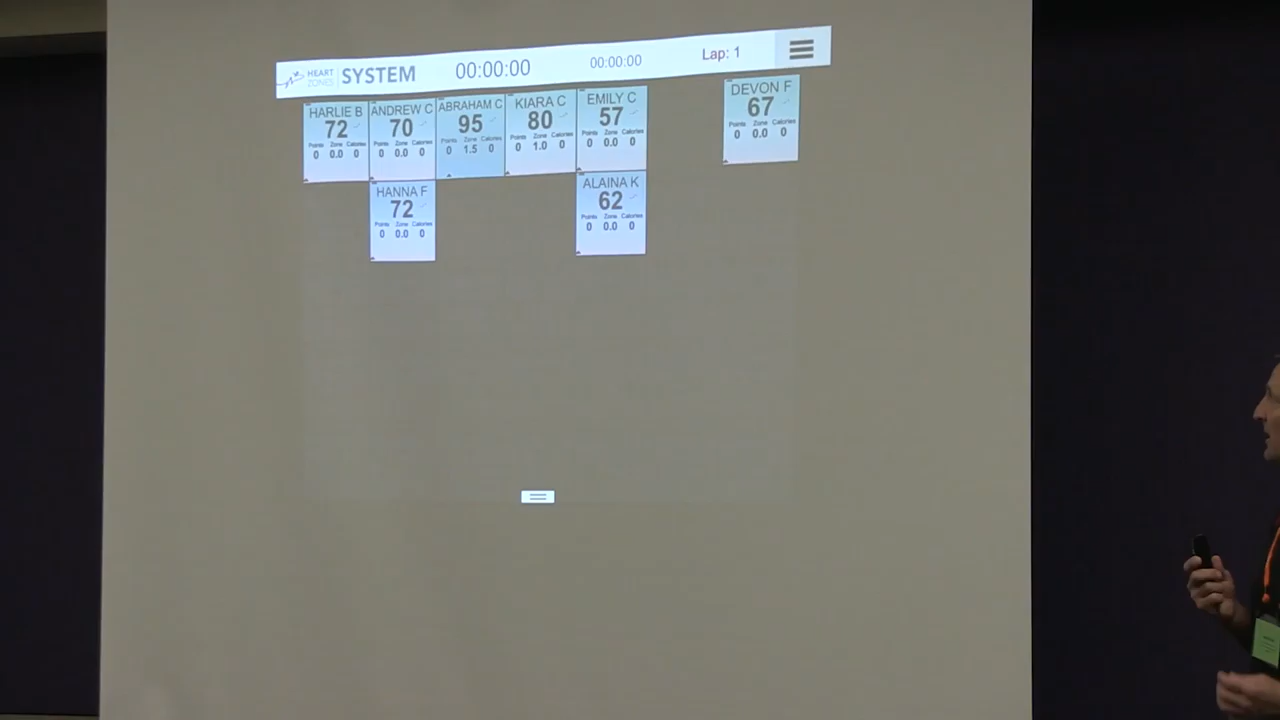 HEART ZONES SYSTEM 00:00:00 00:00:00 Lap: 1
HARLIE B
72
Points Zone Calories
0 0.0 0
ANDREW C
70
Points Zone Calories
0 0.0 0
ABRAHAM C
95
Points Zone Calories
0 1.5 0
KIARA C
80
Points Zone Calories
0 1.0 0
EMILY C
57
Points Zone Calories
0 0.0 0
DEVON F
67
Points Zone Calories
0 0.0 0
HANNA F
72
Points Zone Calories
0 0.0 0
ALAINA K
62
Points Zone Calories
0 0.0 0